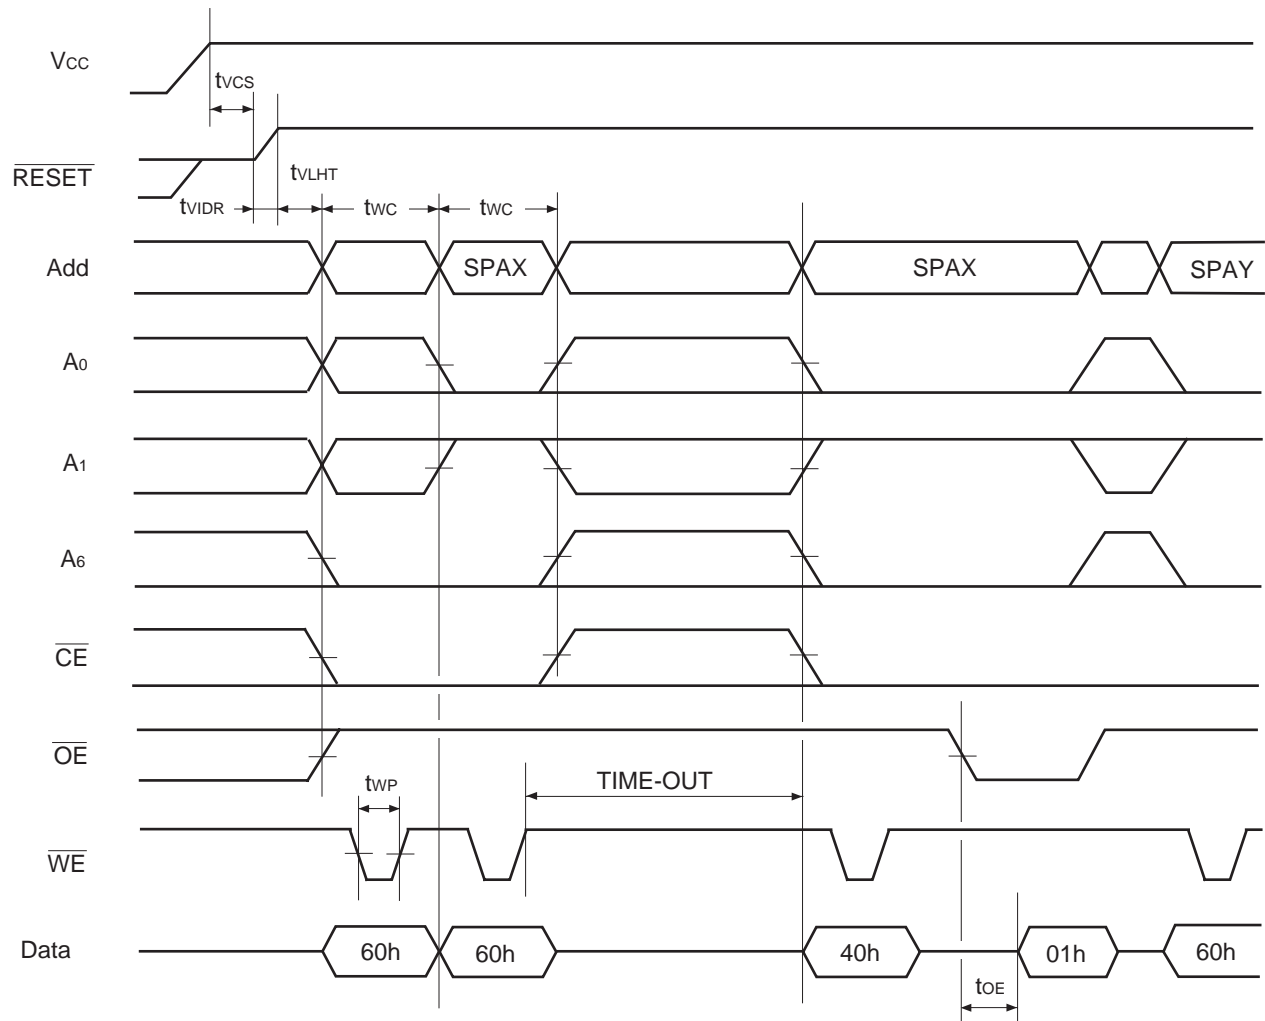 VCC
tVCS
RESET
tVLHT
tVIDR tWC tWC
Add SPAX SPAX SPAY
A0
A1
A6
CE
OE
tWP TIME-OUT
WE
Data 60h 60h 40h 01h 60h
tOE